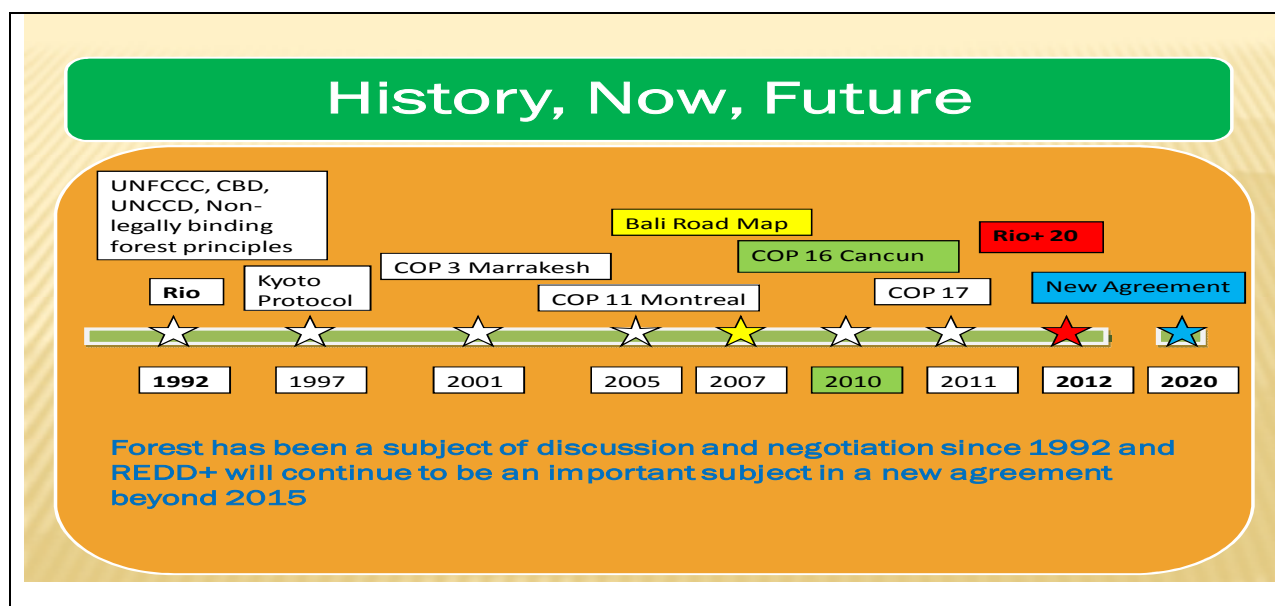 History, Now, Future
UNFCCC, CBD,
UNCCD, Non-
legally binding
forest principles
Rio
Kyoto
Protocol
COP 3 Marrakesh
COP 11 Montreal
Bali Road Map
COP 16 Cancun
COP 17
Rio+ 20
New Agreement
1992
1997
2001
2005
2007
2010
2011
2012
2020
Forest has been a subject of discussion and negotiation since 1992 and
REDD+ will continue to be an important subject in a new agreement
beyond 2015